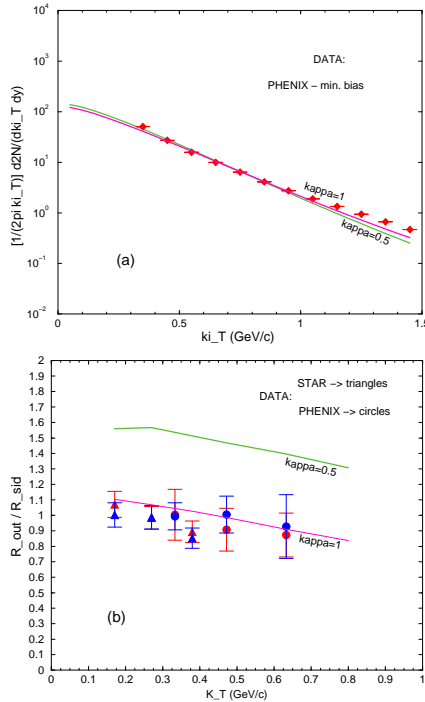 10^4
10^3
10^2
10^1
10^0
10^-1
10^-2
[1/(2pi ki_T)] d2N/(dki_T dy)
DATA:
PHENIX – min. bias
kappa=1
kappa=0.5
(a)
0
0.5
1
1.5
ki_T (GeV/c)
2
1.9
1.8
1.7
1.6
1.5
1.4
1.3
1.2
1.1
1
0.9
0.8
0.7
0.6
0.5
0.4
0.3
0.2
0.1
0
R_out / R_sid
STAR –> triangles
DATA:
PHENIX –> circles
kappa=0.5
kappa=1
(b)
0 0.1 0.2 0.3 0.4 0.5 0.6 0.7 0.8 0.9 1
K_T (GeV/c)